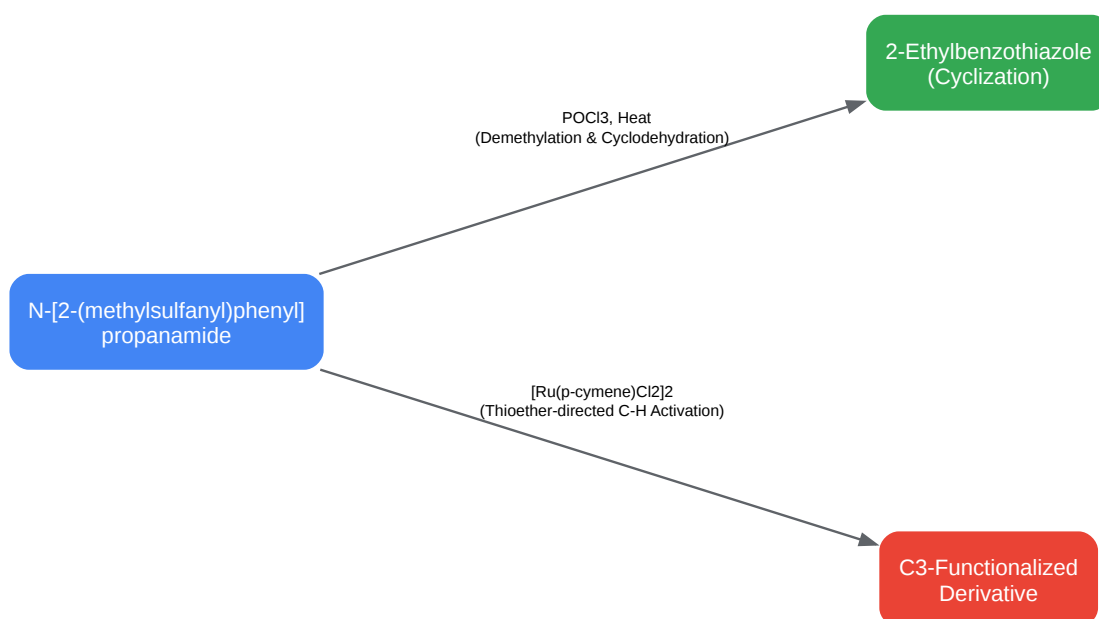 2-Ethylbenzothiazole
(Cyclization)
POCl3, Heat
(Demethylation & Cyclodehydration)
N-[2-(methylsulfanyl)phenyl]
propanamide
[Ru(p-cymene)Cl2]2
(Thioether-directed C-H Activation)
C3-Functionalized
Derivative